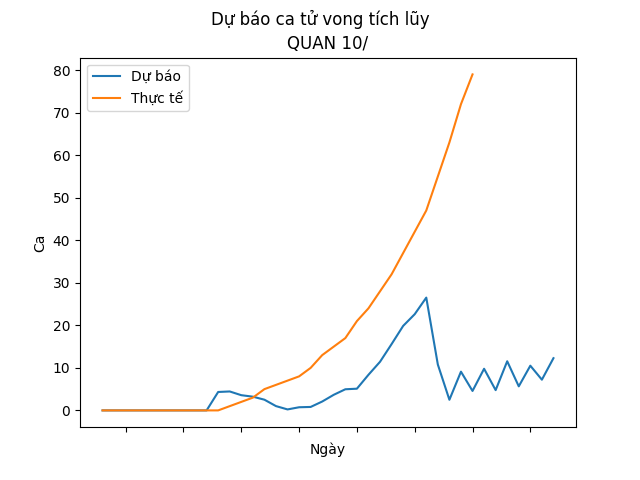 Dự báo ca tử vong tích lũy
QUAN 10/
Dự báo
Thực tế
80
70
60
50
40
30
20
10
0
Ca
Ngày